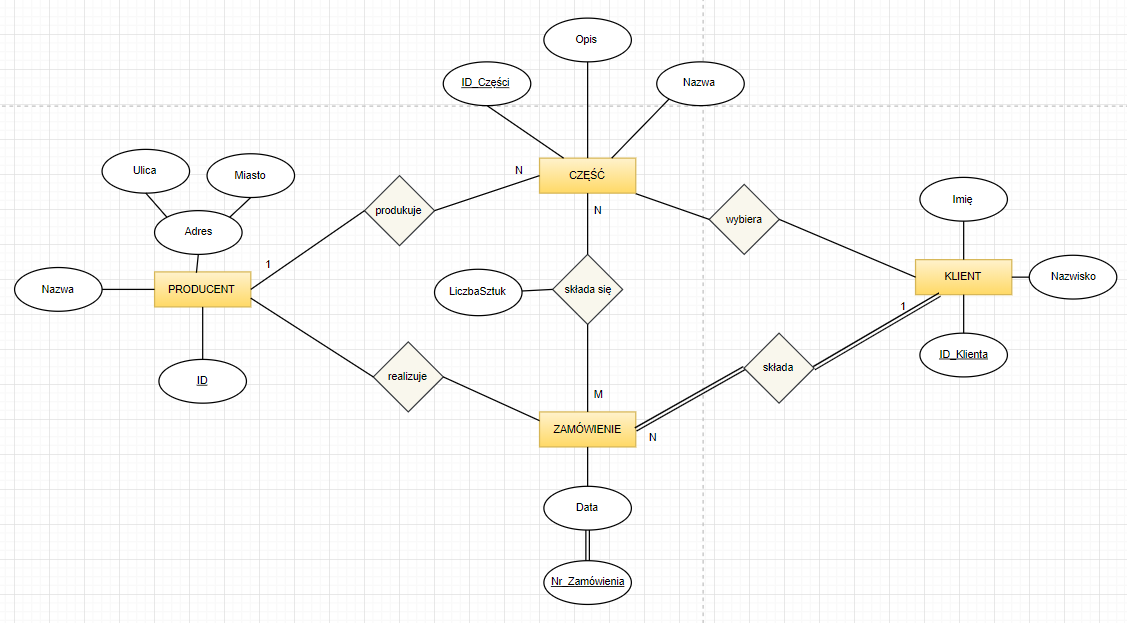 Opis
ID_Części
Nazwa
CZĘŚĆ
N
produkuje
1
Ulica
Miasto
Adres
Nazwa
PRODUCENT
ID
wybiera
Imię
KLIENT
Nazwisko
ID_Klienta
N
LiczbaSztuk
składa się
M
1
składa
N
realizuje
ZAMÓWIENIE
Data
Nr_Zamówienia